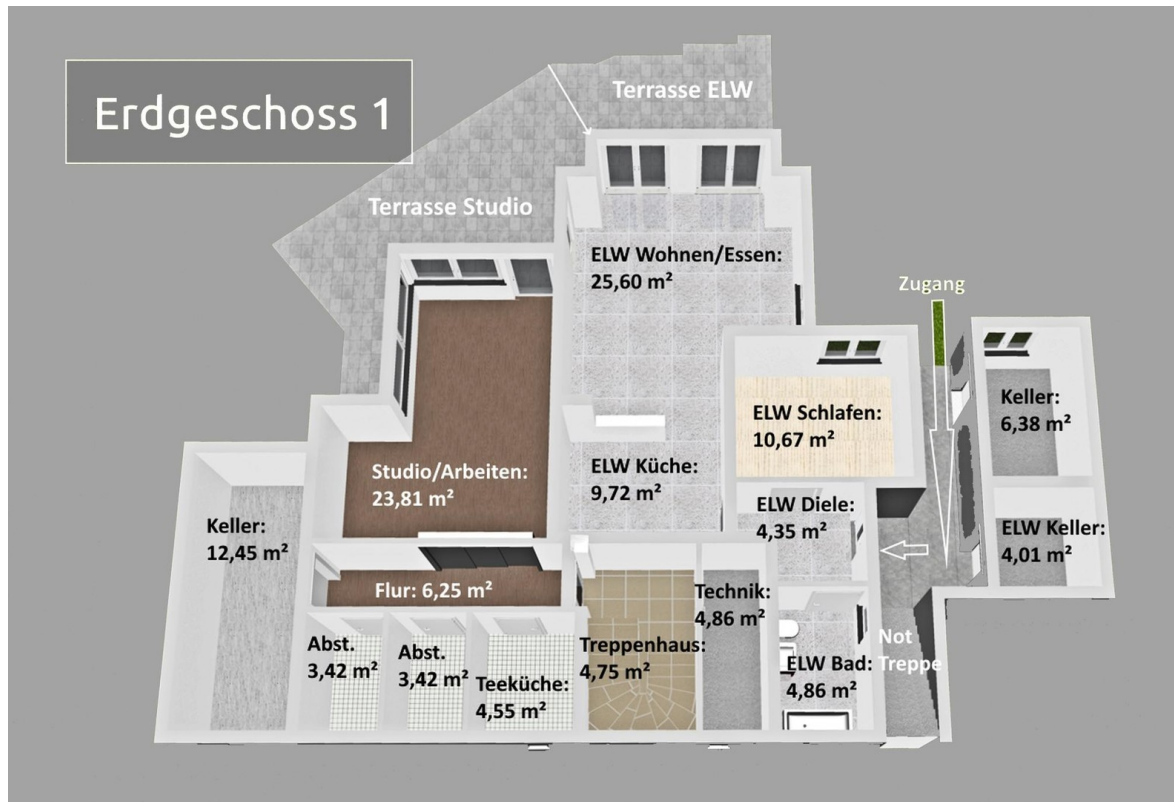 Erdgeschoss 1
Terrasse ELW
Terrasse Studio
ELW Wohnen/Essen:
25,60 m²
Zugang
ELW Schlafen:
10,67 m²
Keller:
6,38 m²
Studio/Arbeiten:
23,81 m²
ELW Küche:
9,72 m²
ELW Diele:
4,35 m²
Keller:
12,45 m²
ELW Keller:
4,01 m²
Flur: 6,25 m²
Technik:
4,86 m²
Abst.
3,42 m²
Abst.
3,42 m²
Teeküche:
4,55 m²
Treppenhaus:
4,75 m²
ELW Bad:
4,86 m²
Not
Treppe